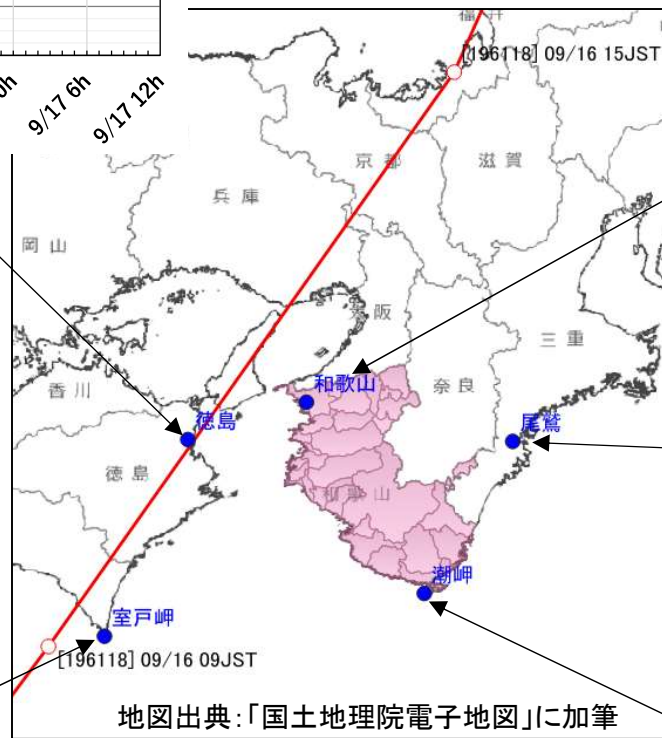 0h
9/17 6h
9/17 12h
福井
[196118] 09/16 15JST
京都
滋賀
兵庫
岡山
大阪
三重
香川
和歌山
奈良
徳島
尾鷲
徳島
和歌山
潮岬
室戸岬
[196118] 09/16 09JST
地図出典:「国土地理院電子地図」に加筆